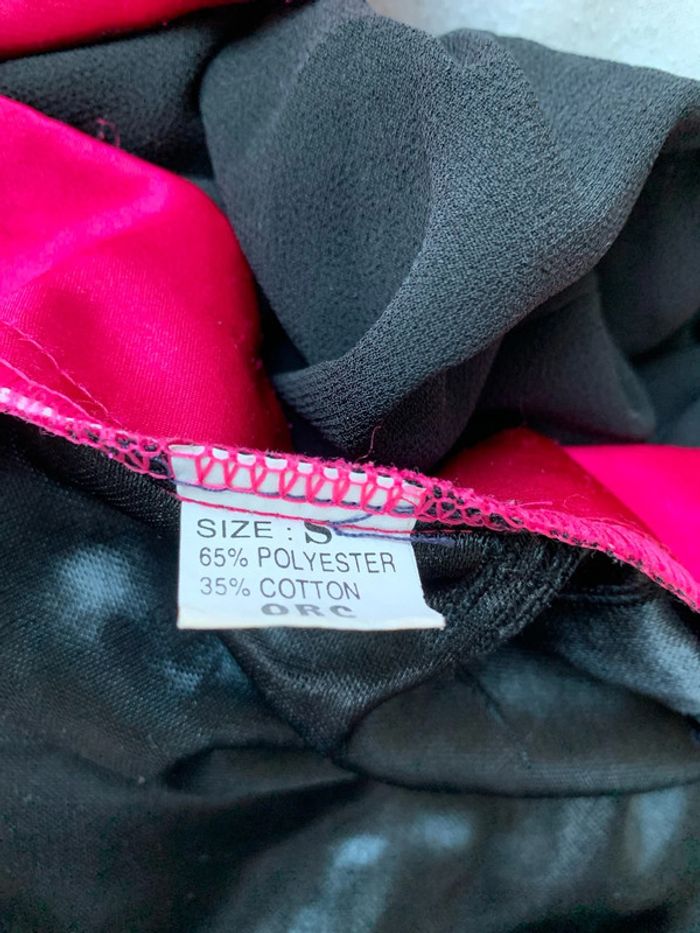 SIZE : S
65% POLYESTER
35% COTTON
ORC